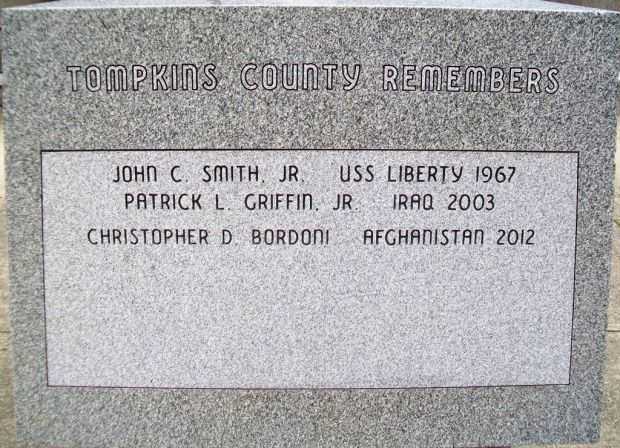 TOMPKINS COUNTY REMEMBERS
JOHN C. SMITH, JR. USS LIBERTY 1967
PATRICK L. GRIFFIN, JR. IRAQ 2003
CHRISTOPHER D. BORDONI AFGHANISTAN 2012